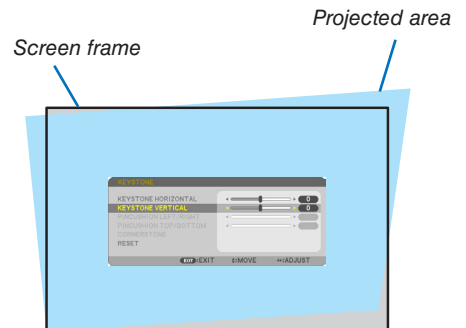 Projected area
Screen frame
KEYSTONE
KEYSTONE HORIZONTAL 0
KEYSTONE VERTICAL 0
PINCUSHION LEFT/RIGHT
PINCUSHION TOP/BOTTOM
CORNERSTONE
RESET
EXIT :EXIT ↕:MOVE ↔:ADJUST